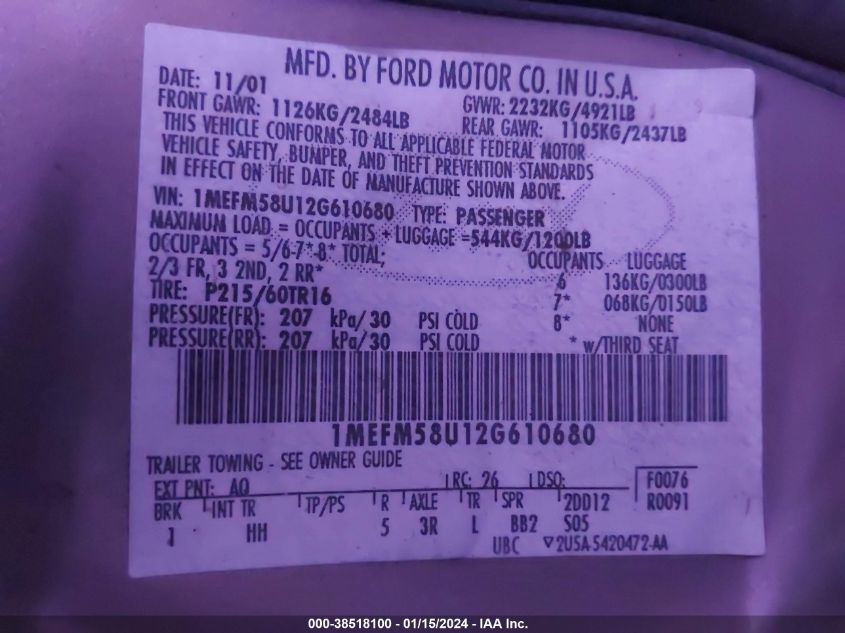 MFD. BY FORD MOTOR CO. IN U.S.A.
DATE: 11/01 GVWR: 2232KG/4921LB
FRONT GAWR: 1126KG/2484LB REAR GAWR: 1105KG/2437LB
THIS VEHICLE CONFORMS TO ALL APPLICABLE FEDERAL MOTOR
VEHICLE SAFETY, BUMPER, AND THEFT PREVENTION STANDARDS
IN EFFECT ON THE DATE OF MANUFACTURE SHOWN ABOVE.
VIN: 1MEFM58U12G610680 TYPE: PASSENGER
MAXIMUM LOAD = OCCUPANTS + LUGGAGE =544KG/1200LB
OCCUPANTS = 5/6-7*-8* TOTAL; OCCUPANTS LUGGAGE
2/3 FR, 3 2ND, 2 RR* 6 136KG/0300LB
TIRE: P215/60TR16 7* 068KG/0150LB
PRESSURE(FR): 207 kPa/30 PSI COLD 8* NONE
PRESSURE(RR): 207 kPa/30 PSI COLD * w/THIRD SEAT
1MEFM58U12G610680
TRAILER TOWING - SEE OWNER GUIDE
EXT PNT: AQ RC: 26 DSO: F0076
BRK INT TR TP/PS R AXLE TR SPR 2DD12 R0091
1 HH 5 3R L BB2 S05
UBC ▽2U5A-5420472-AA
000-38518100 - 01/15/2024 - IAA Inc.